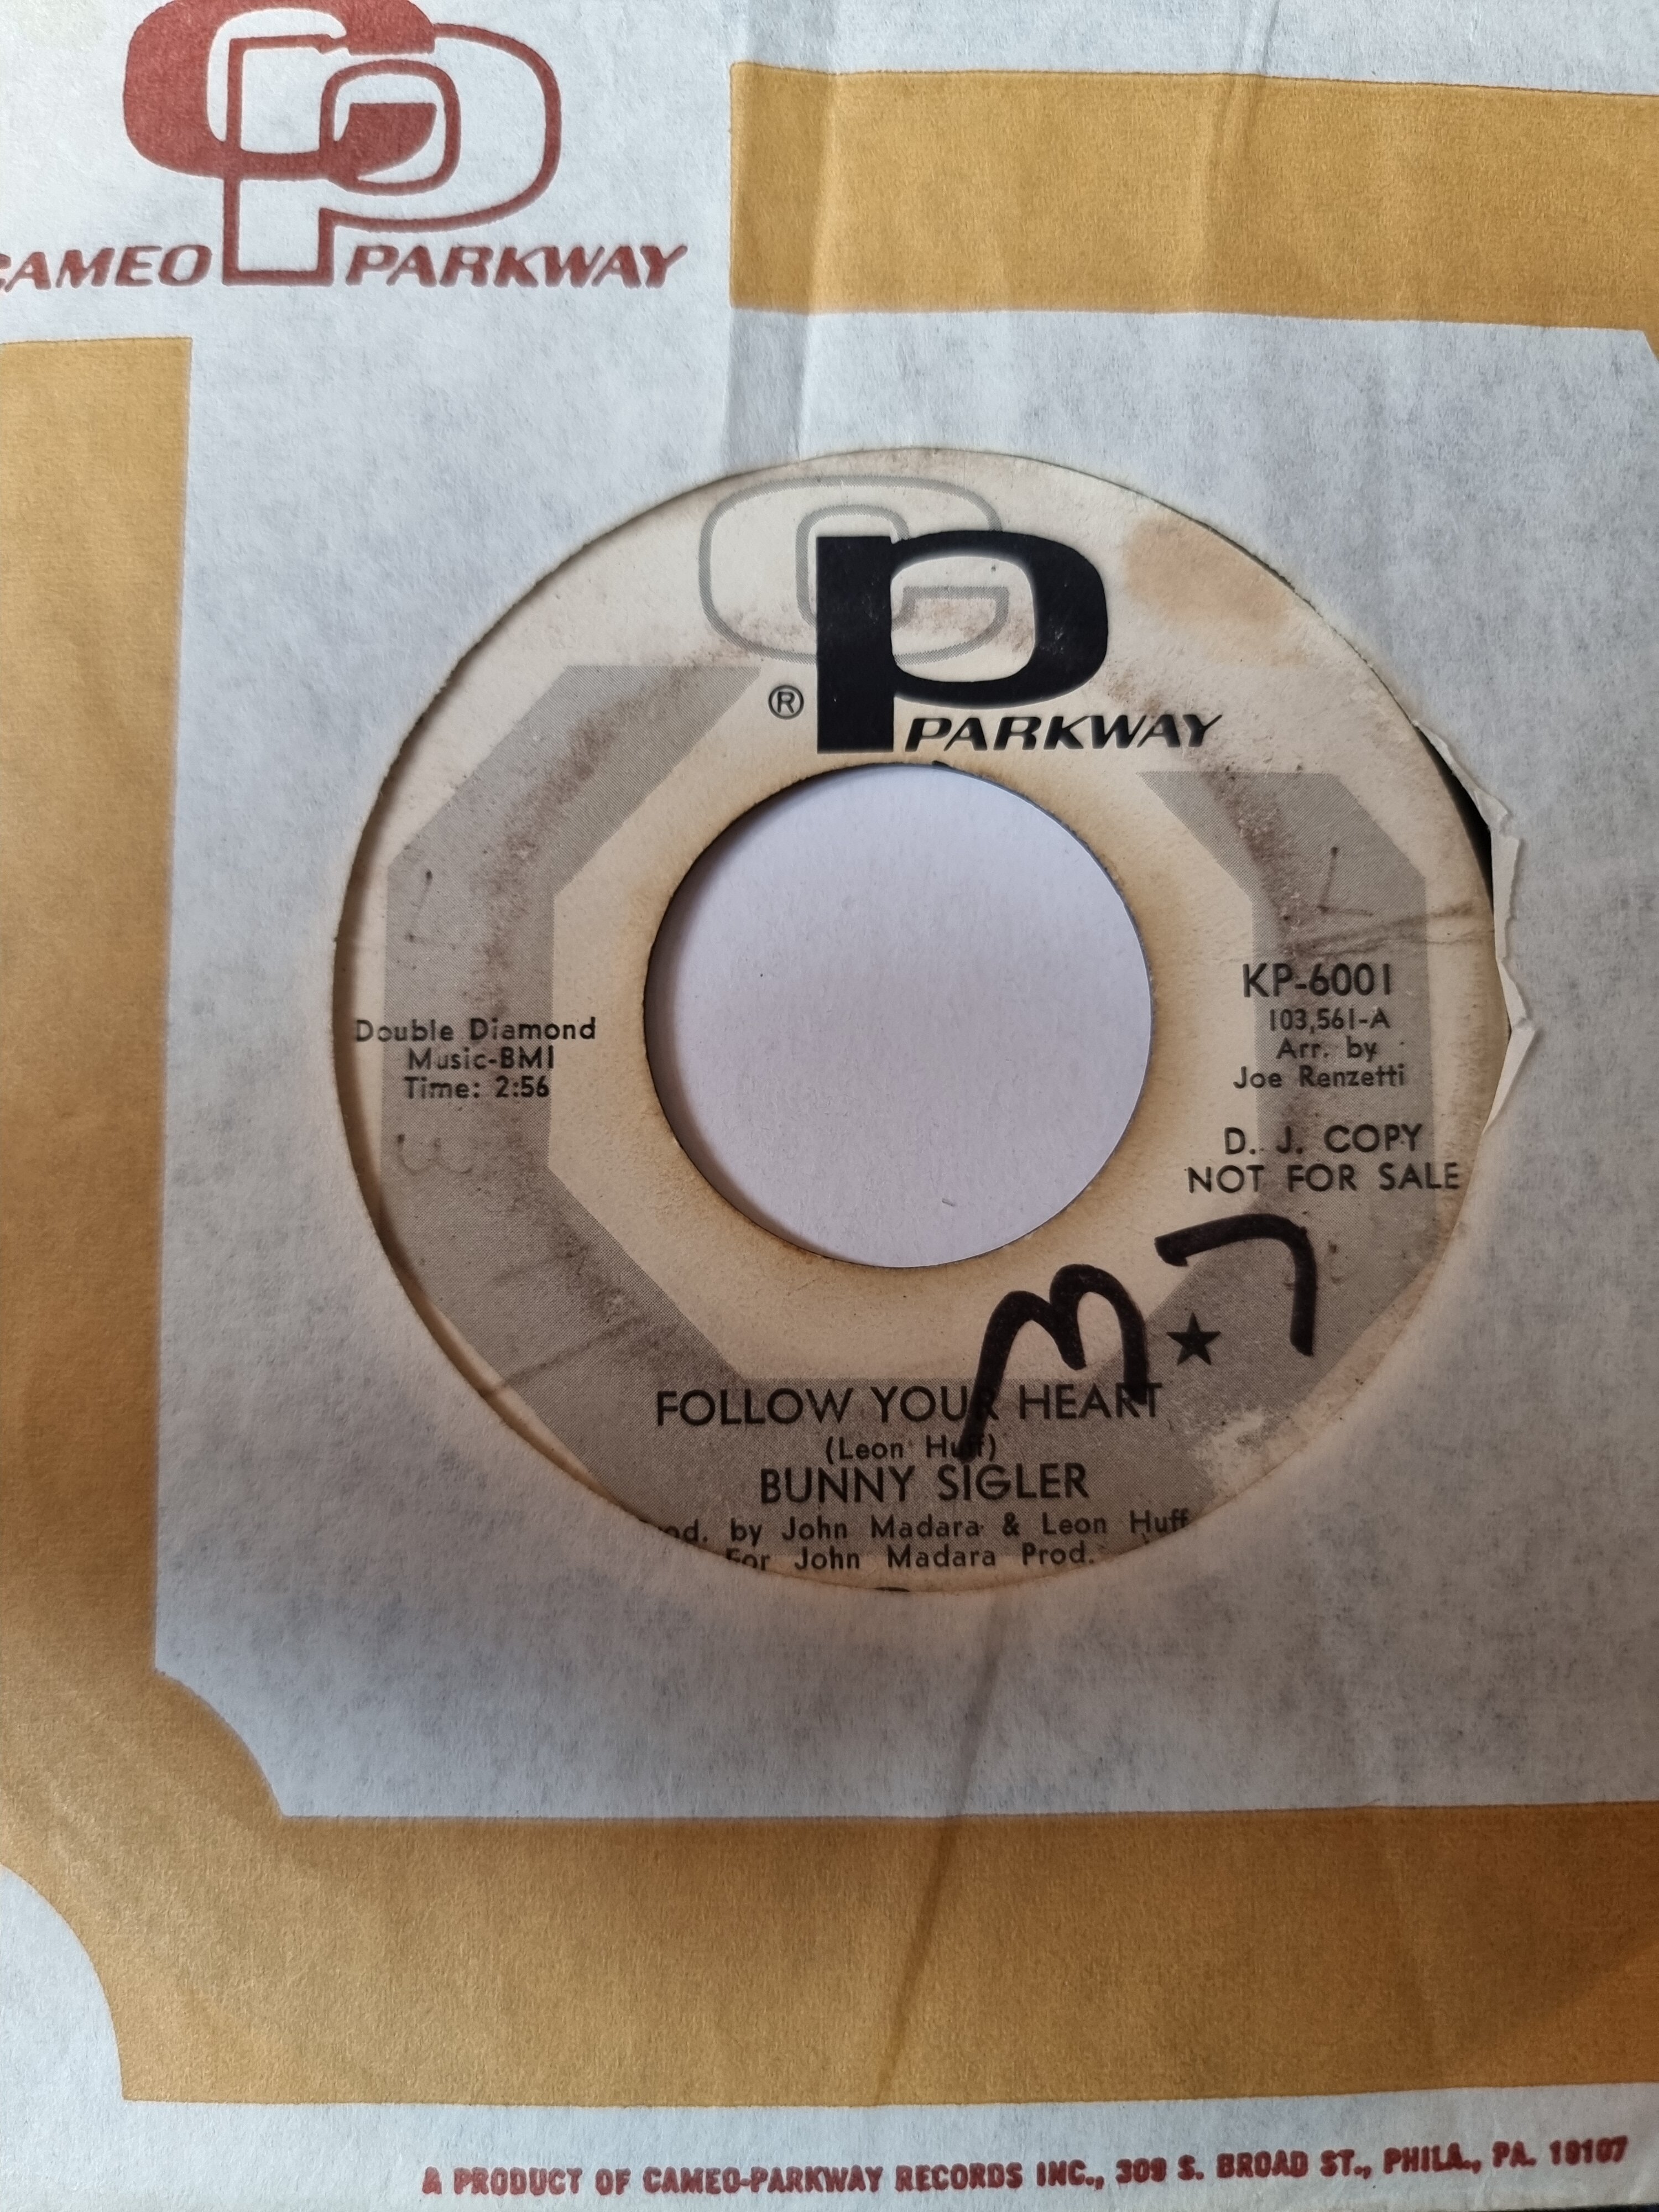 CAMEO PARKWAY
® PARKWAY
Double Diamond
Music-BMI
Time: 2:56
KP-6001
103,561-A
Arr. by
Joe Renzetti
D. J. COPY
NOT FOR SALE
FOLLOW YOUR HEART
(Leon Huff)
BUNNY SIGLER
Prod. by John Madara & Leon Huff
For John Madara Prod.
A PRODUCT OF CAMEO-PARKWAY RECORDS INC., 309 S. BROAD ST., PHILA., PA. 19107